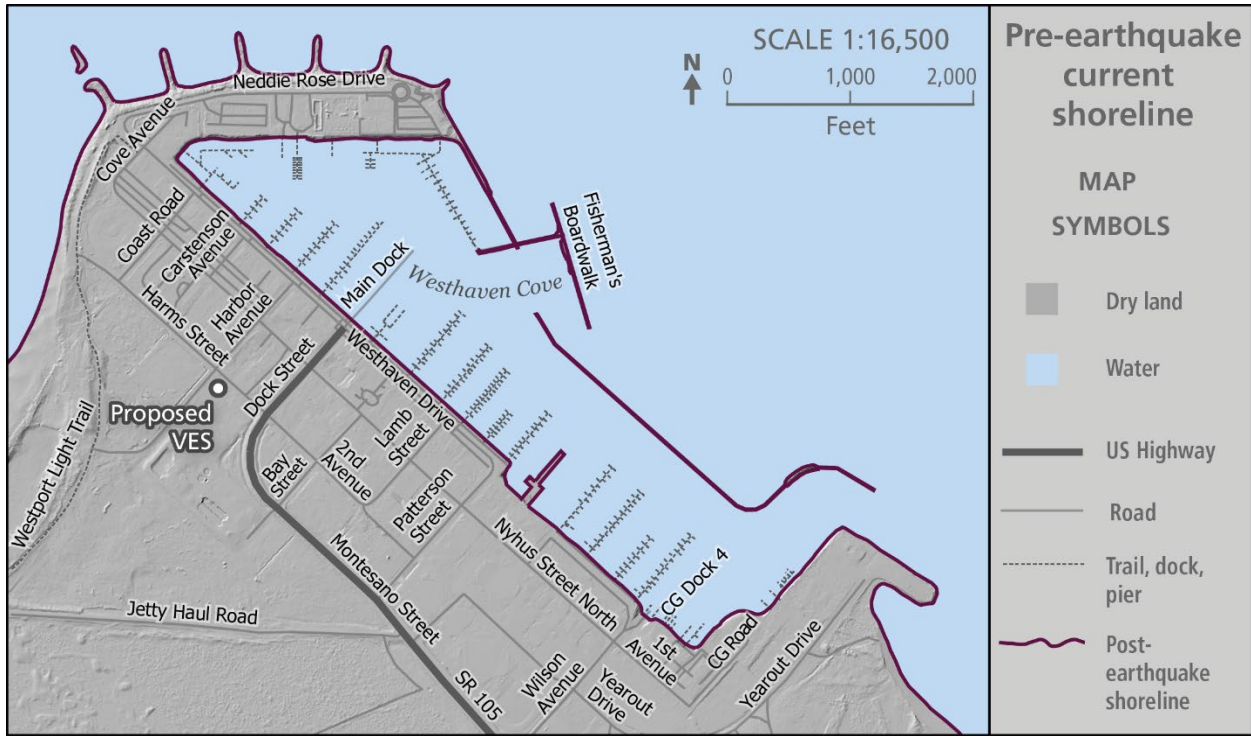 Neddie Rose Drive
Cove Avenue
Coast Road
Carstenson
Avenue
Harbor
Avenue
Harms Street
Main Dock
Westhaven Cove
Fisherman's
Boardwalk
Dock Street
Westhaven Drive
Proposed
VES
Westport Light Trail
Bay
Street
2nd
Avenue
Lamb
Street
Patterson
Street
Nyhus Street North
CG Dock 4
Montesano Street
Jetty Haul Road
SR 105
Wilson
Avenue
Yearout
Drive
1st
Avenue
CG Road
Yearout Drive
N
SCALE 1:16,500
0 1,000 2,000
Feet
Pre-earthquake
current
shoreline
MAP
SYMBOLS
Dry land
Water
US Highway
Road
Trail, dock,
pier
Post-
earthquake
shoreline